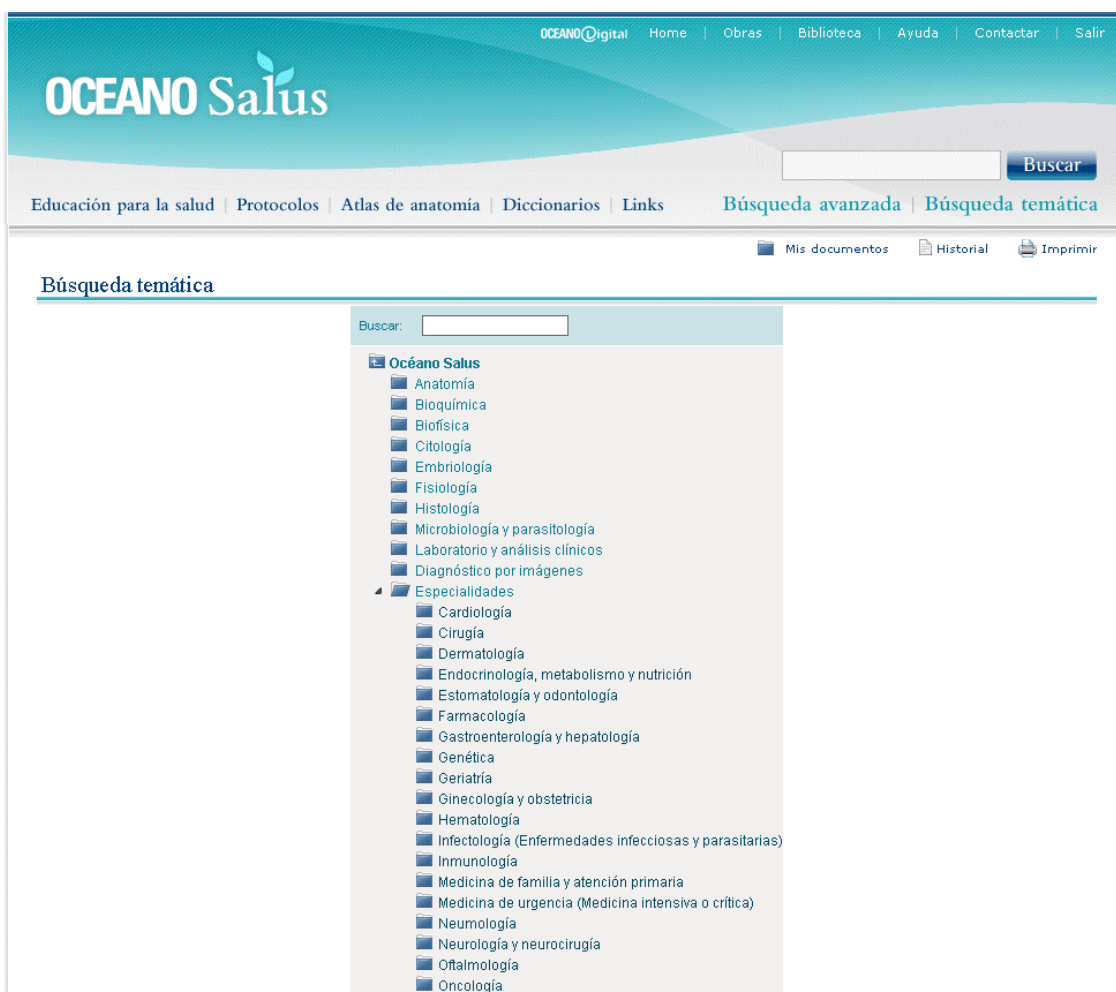 OCEANO Digital Home | Obras | Biblioteca | Ayuda | Contactar | Salir
OCEANO Salus
Buscar
Educación para la salud | Protocolos | Atlas de anatomía | Diccionarios | Links Búsqueda avanzada | Búsqueda temática
Mis documentos Historial Imprimir
Búsqueda temática
Buscar:
Océano Salus
Anatomía
Bioquímica
Biofísica
Citología
Embriología
Fisiología
Histología
Microbiología y parasitología
Laboratorio y análisis clínicos
Diagnóstico por imágenes
Especialidades
Cardiología
Cirugía
Dermatología
Endocrinología, metabolismo y nutrición
Estomatología y odontología
Farmacología
Gastroenterología y hepatología
Genética
Geriatría
Ginecología y obstetricia
Hematología
Infectología (Enfermedades infecciosas y parasitarias)
Inmunología
Medicina de familia y atención primaria
Medicina de urgencia (Medicina intensiva o crítica)
Neumología
Neurología y neurocirugía
Oftalmología
Oncología